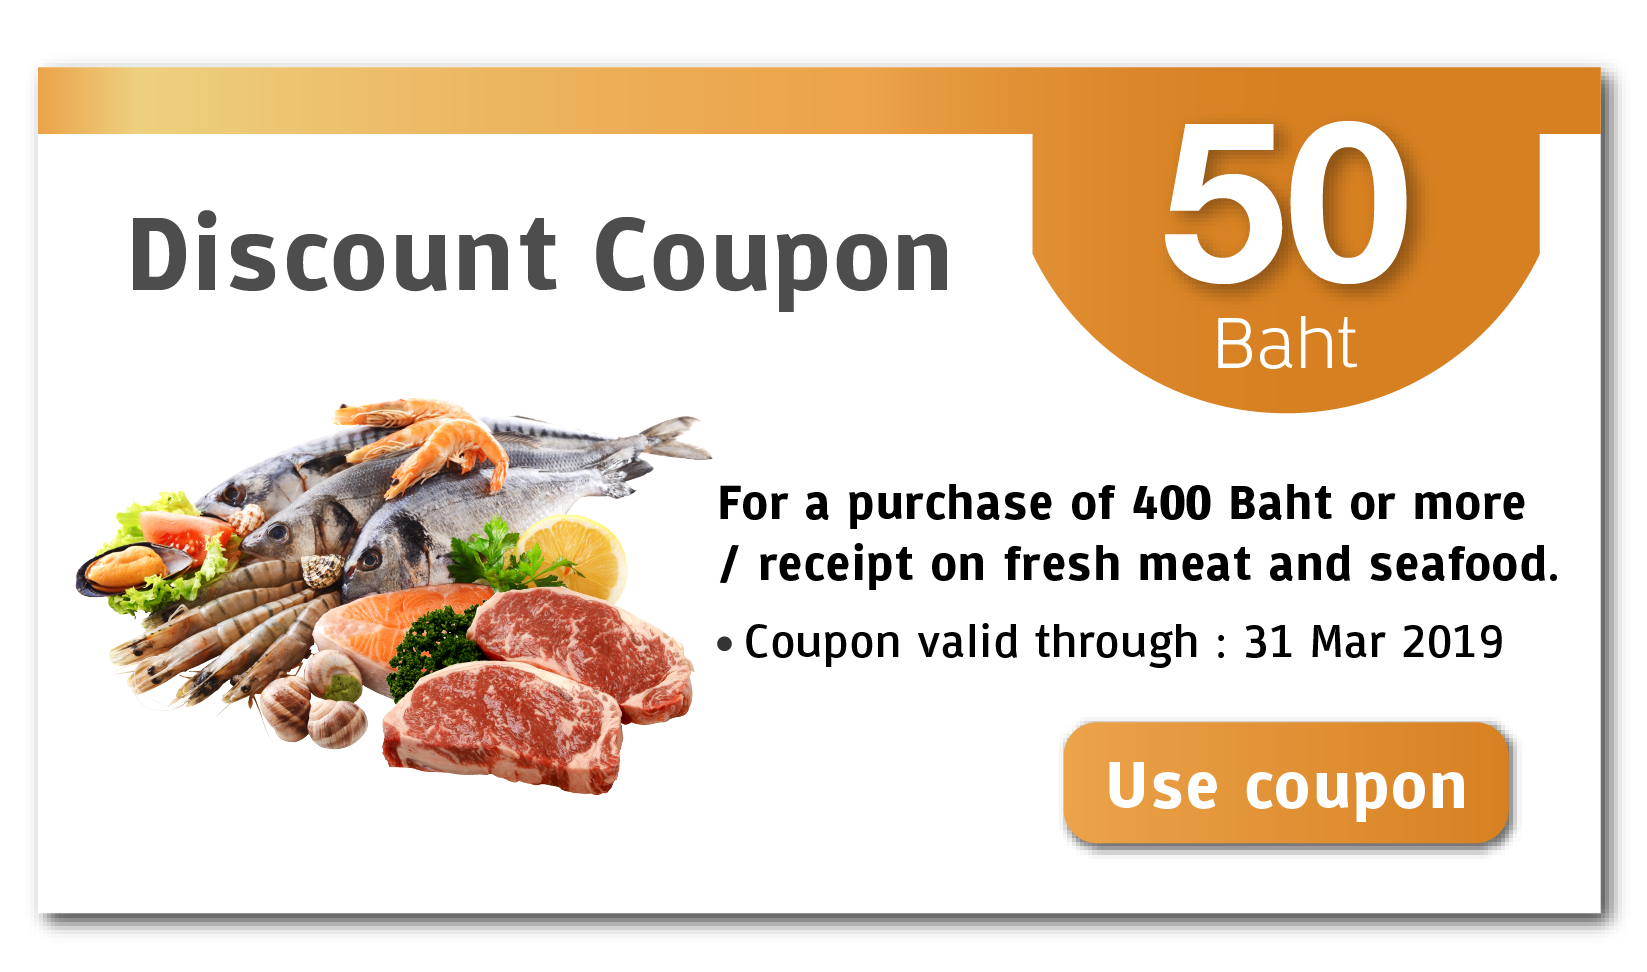 50
Baht
Discount Coupon
For a purchase of 400 Baht or more
/ receipt on fresh meat and seafood.
• Coupon valid through : 31 Mar 2019
Use coupon